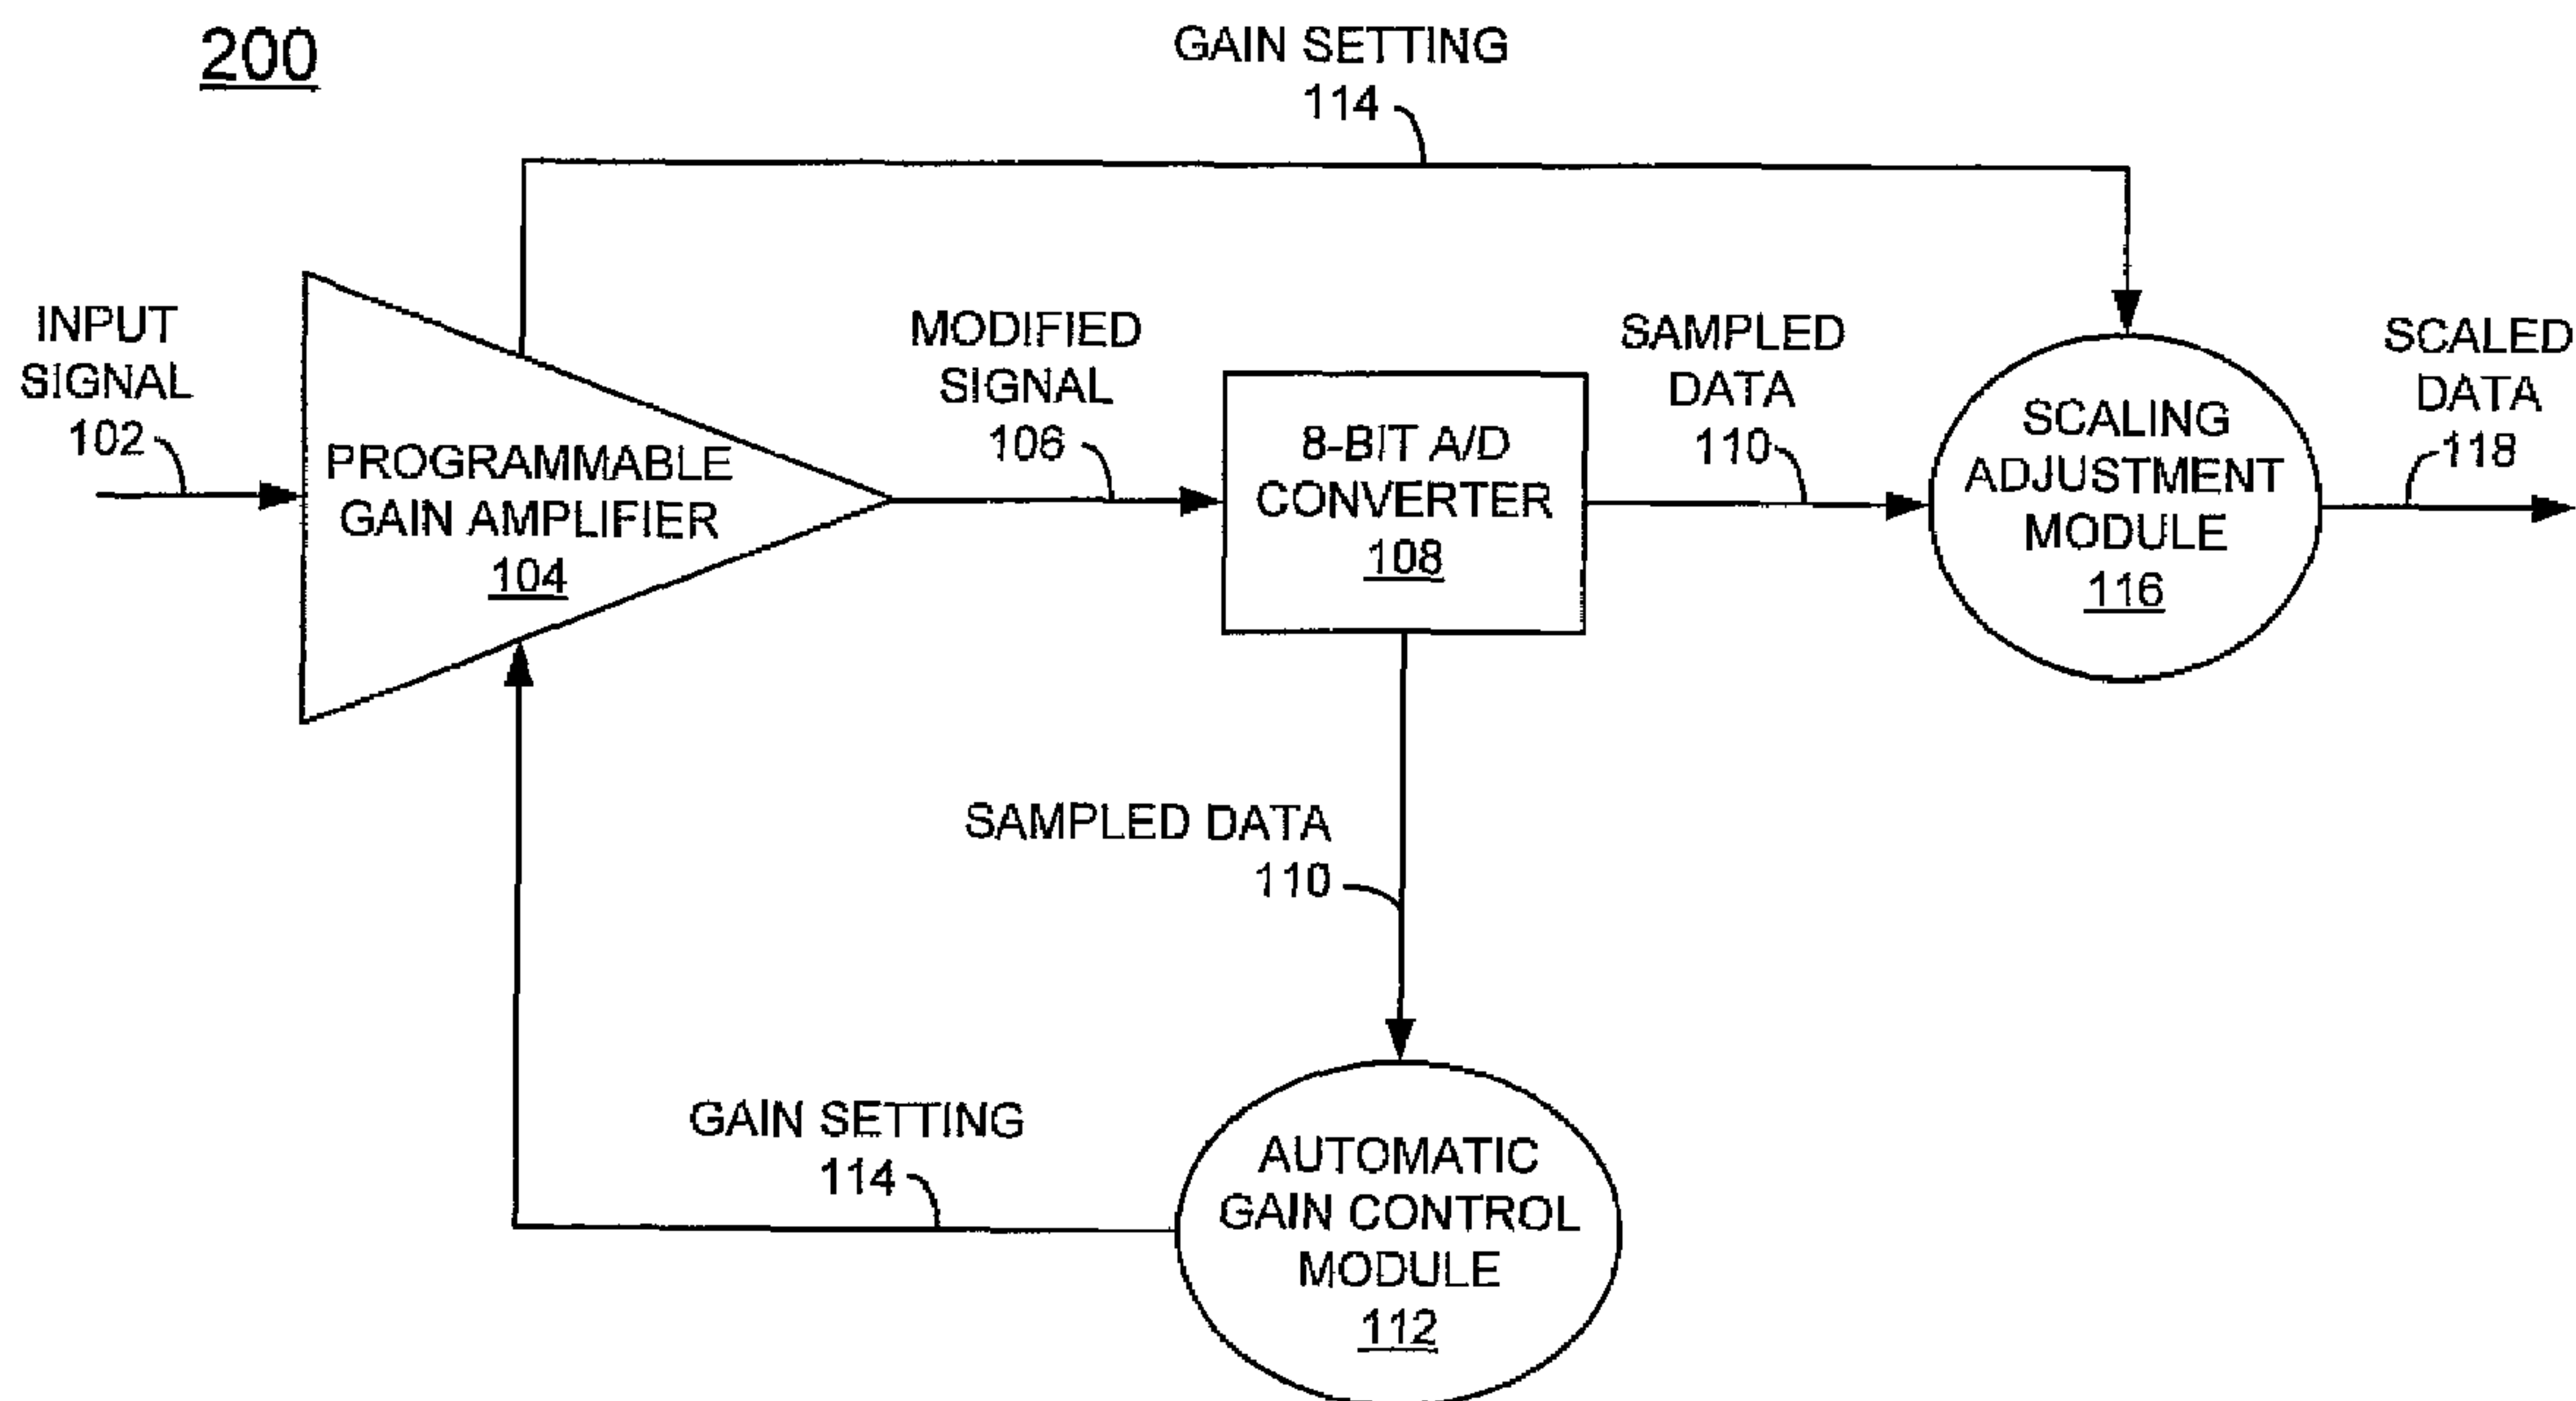 200
GAIN SETTING
114
INPUT
SIGNAL
102
PROGRAMMABLE
GAIN AMPLIFIER
104
MODIFIED
SIGNAL
106
8-BIT A/D
CONVERTER
108
SAMPLED
DATA
110
SCALING
ADJUSTMENT
MODULE
116
SCALED
DATA
118
SAMPLED DATA
110
GAIN SETTING
114
AUTOMATIC
GAIN CONTROL
MODULE
112